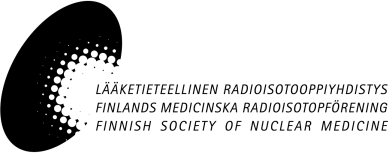 LÄÄKETIETEELLINEN RADIOISOTOOPPIYHDISTYS
FINLANDS MEDICINSKA RADIOISOTOPFÖRENING
FINNISH SOCIETY OF NUCLEAR MEDICINE